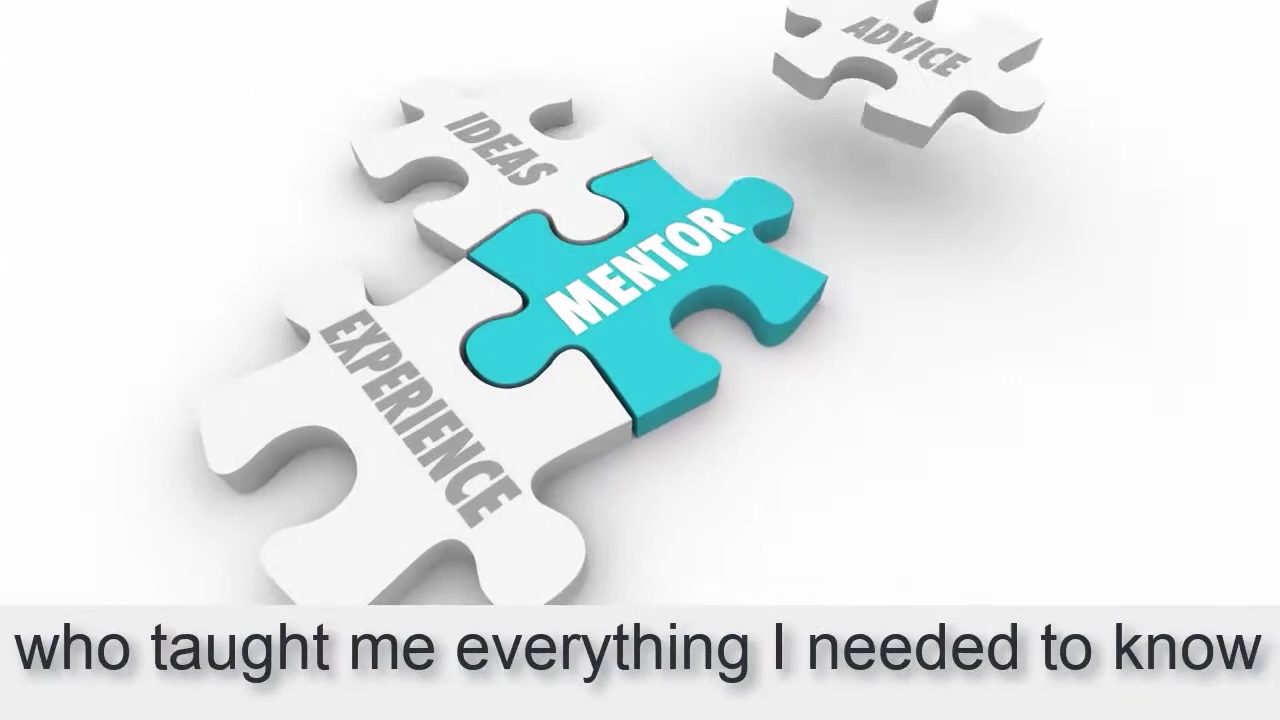 ADVICE
IDEAS
MENTOR
EXPERIENCE
who taught me everything I needed to know